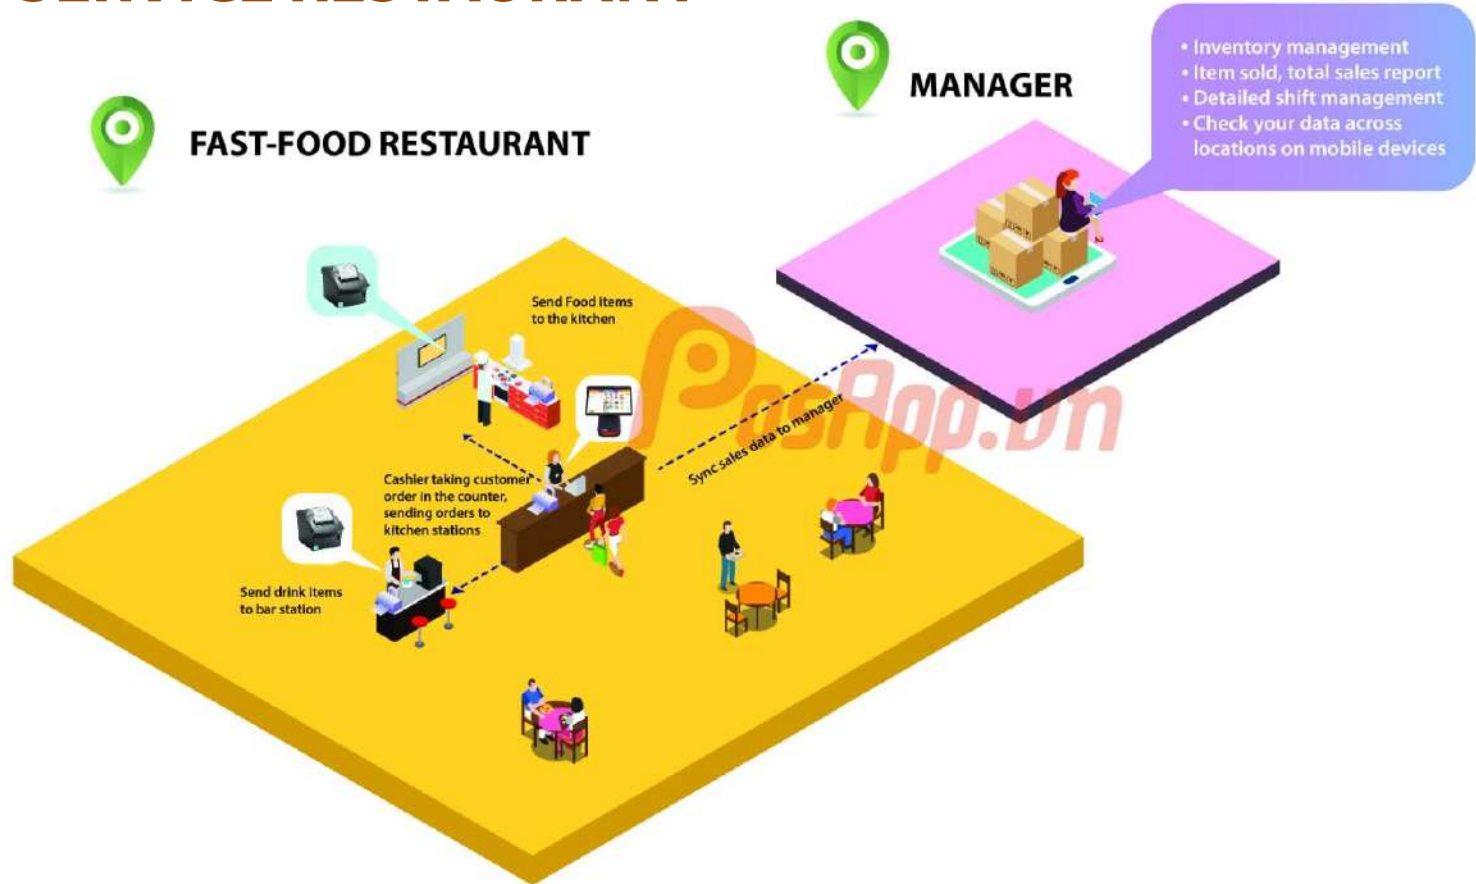 SERVICE RESTAURANT
MANAGER
• Inventory management
• Item sold, total sales report
• Detailed shift management
• Check your data across
locations on mobile devices
FAST-FOOD RESTAURANT
Send Food items
to the kitchen
PosApp.vn
Sync sales data to manager
Cashier taking customer
order in the counter,
sending orders to
kitchen stations
Send drink items
to bar station